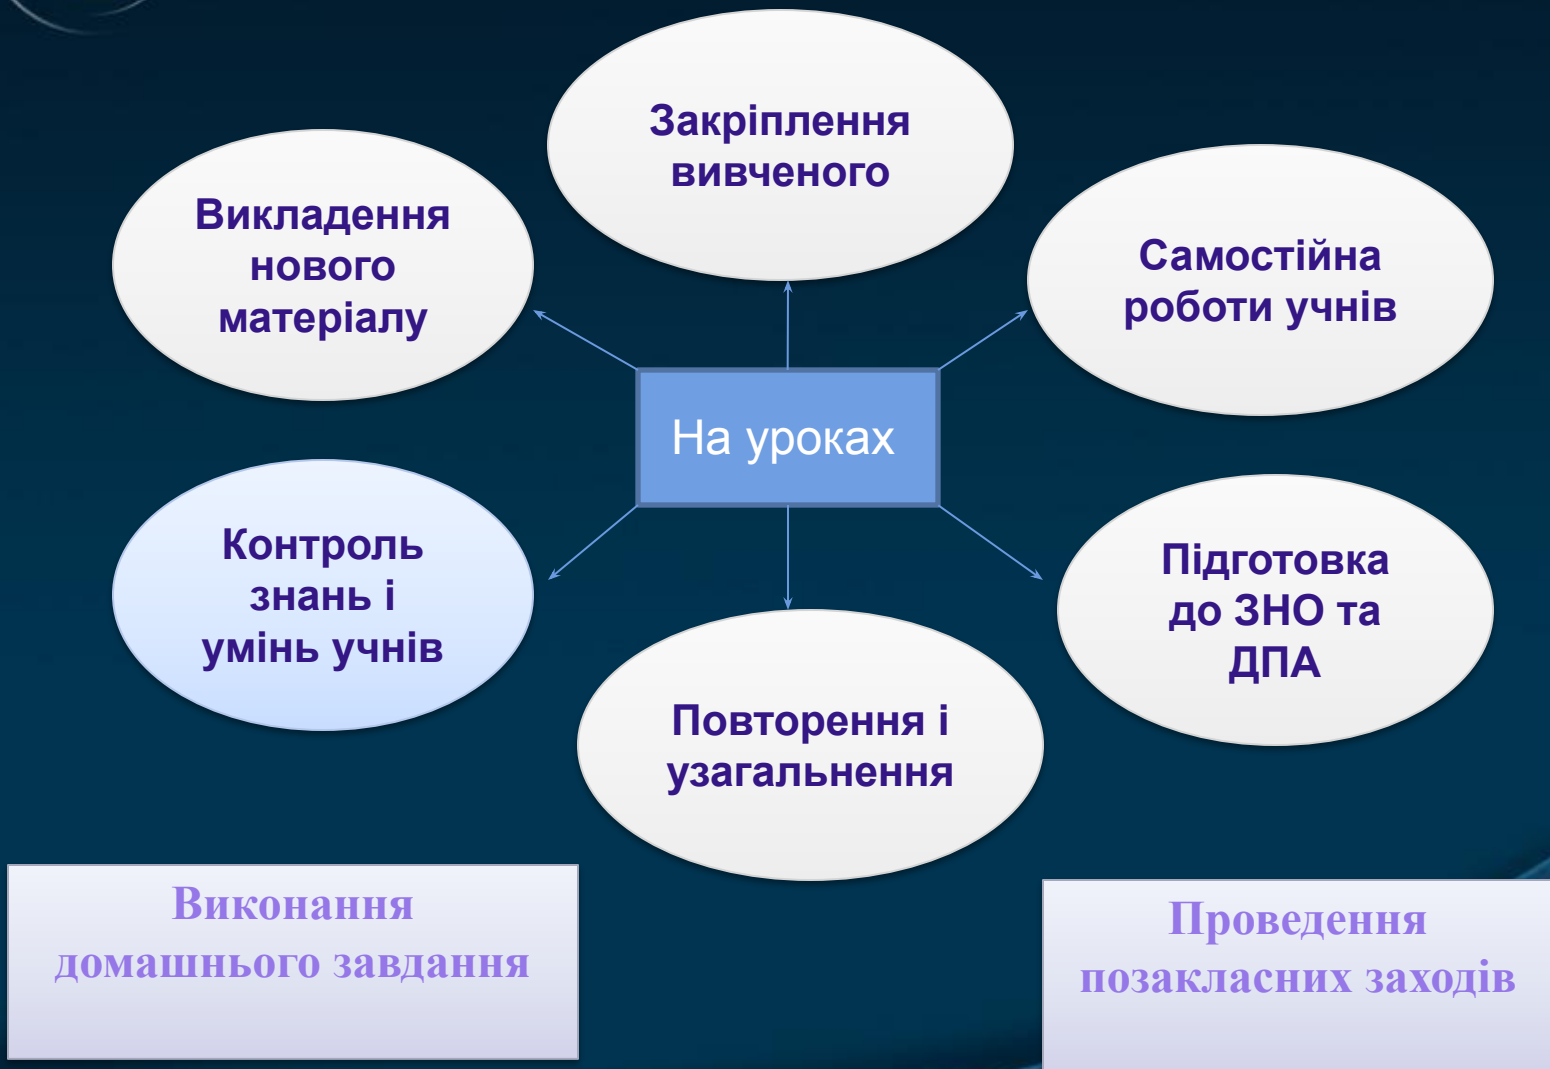 Закріплення
вивченого
Викладення
нового
матеріалу
Самостійна
роботи учнів
На уроках
Контроль
знань і
умінь учнів
Підготовка
до ЗНО та
ДПА
Повторення і
узагальнення
Виконання
домашнього завдання
Проведення
позакласних заходів